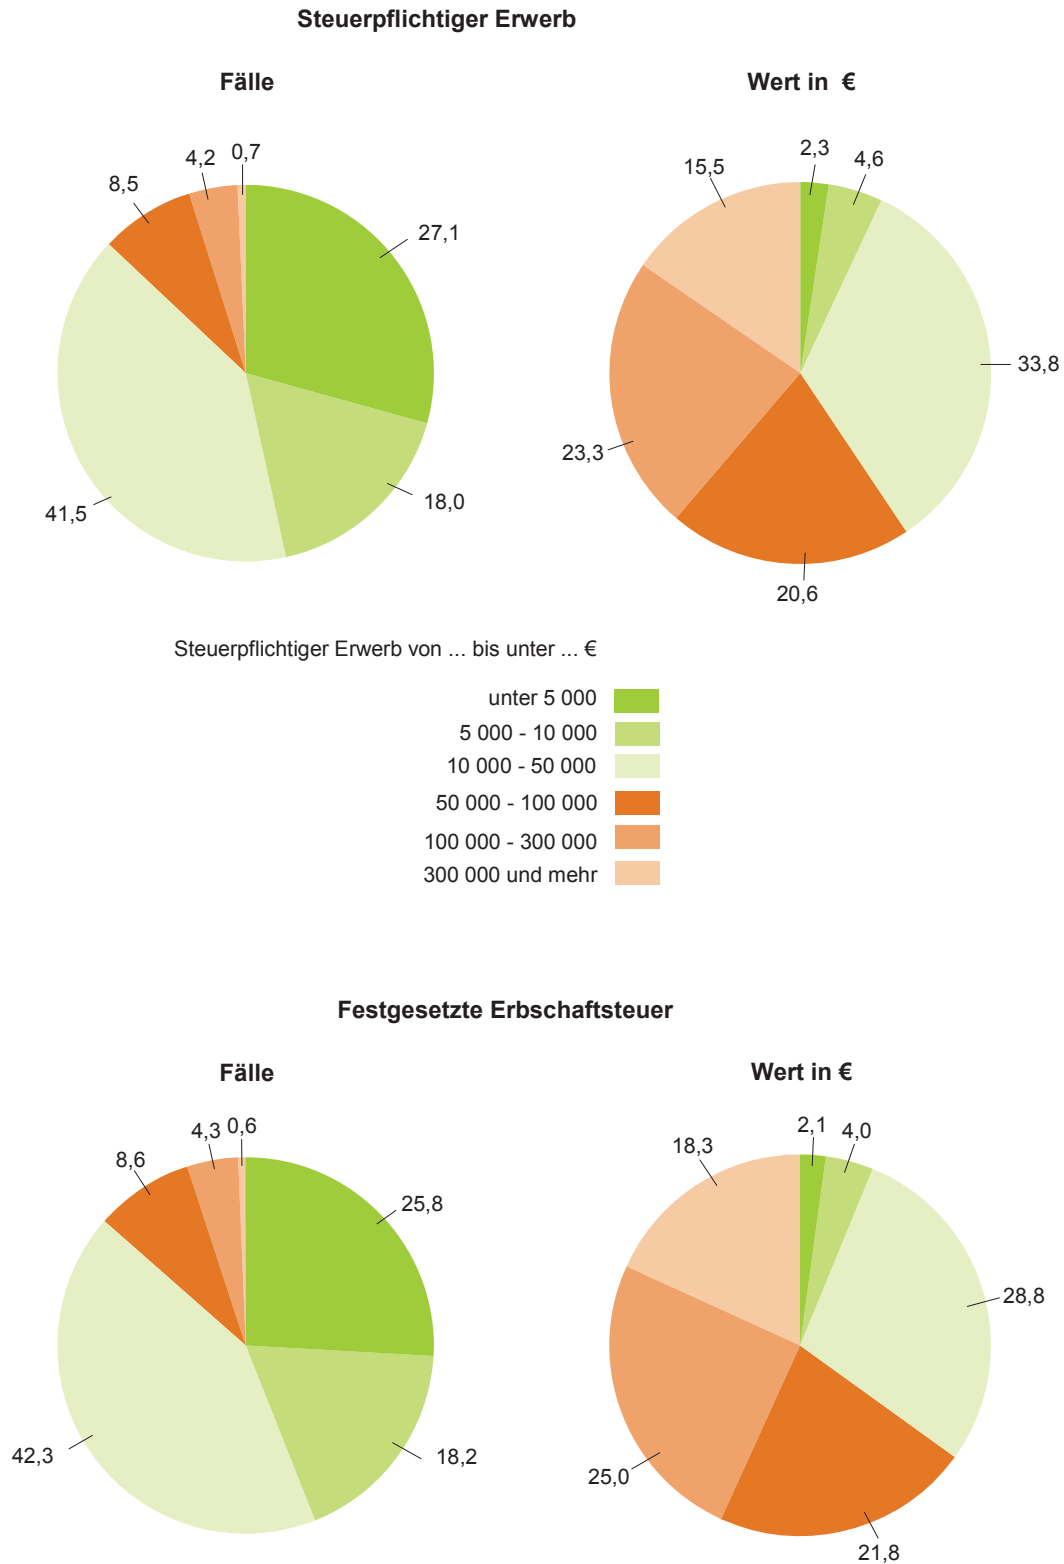 Steuerpflichtiger Erwerb
Fälle
Wert in €
0,7
4,2
8,5
27,1
18,0
41,5
2,3
4,6
15,5
33,8
23,3
20,6
Steuerpflichtiger Erwerb von ... bis unter ... €
unter 5 000
5 000 - 10 000
10 000 - 50 000
50 000 - 100 000
100 000 - 300 000
300 000 und mehr
Festgesetzte Erbschaftsteuer
Fälle
Wert in €
4,3
0,6
8,6
25,8
18,2
42,3
2,1
4,0
18,3
28,8
25,0
21,8